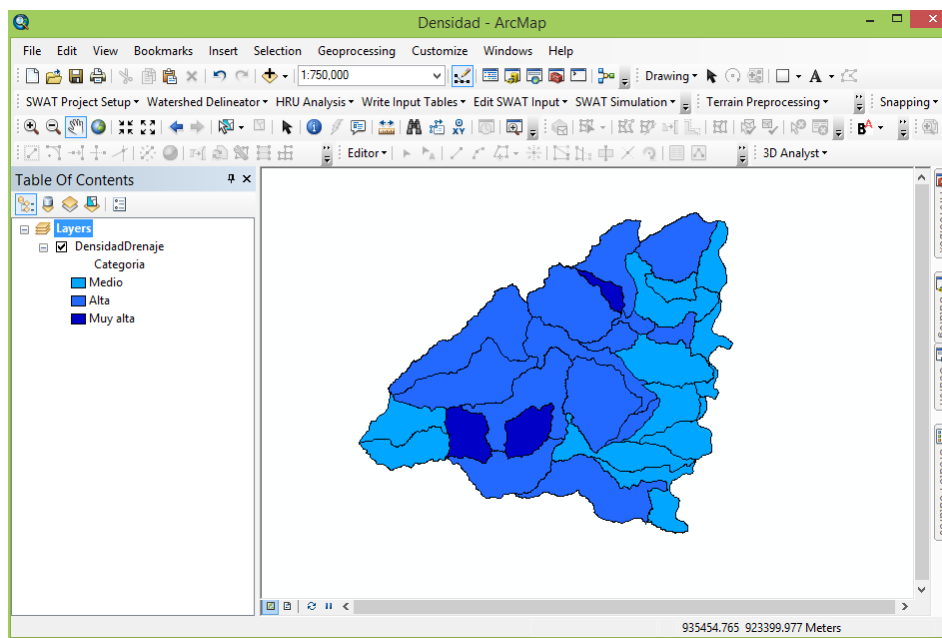 Densidad - ArcMap
File Edit View Bookmarks Insert Selection Geoprocessing Customize Windows Help
1:750,000 Drawing A
SWAT Project Setup Watershed Delineator HRU Analysis Write Input Tables Edit SWAT Input SWAT Simulation Terrain Preprocessing Snapping
Editor 3D Analyst
Table Of Contents
Layers
DensidadDrenaje
Categoria
Medio
Alta
Muy alta
935454.765 923399.977 Meters